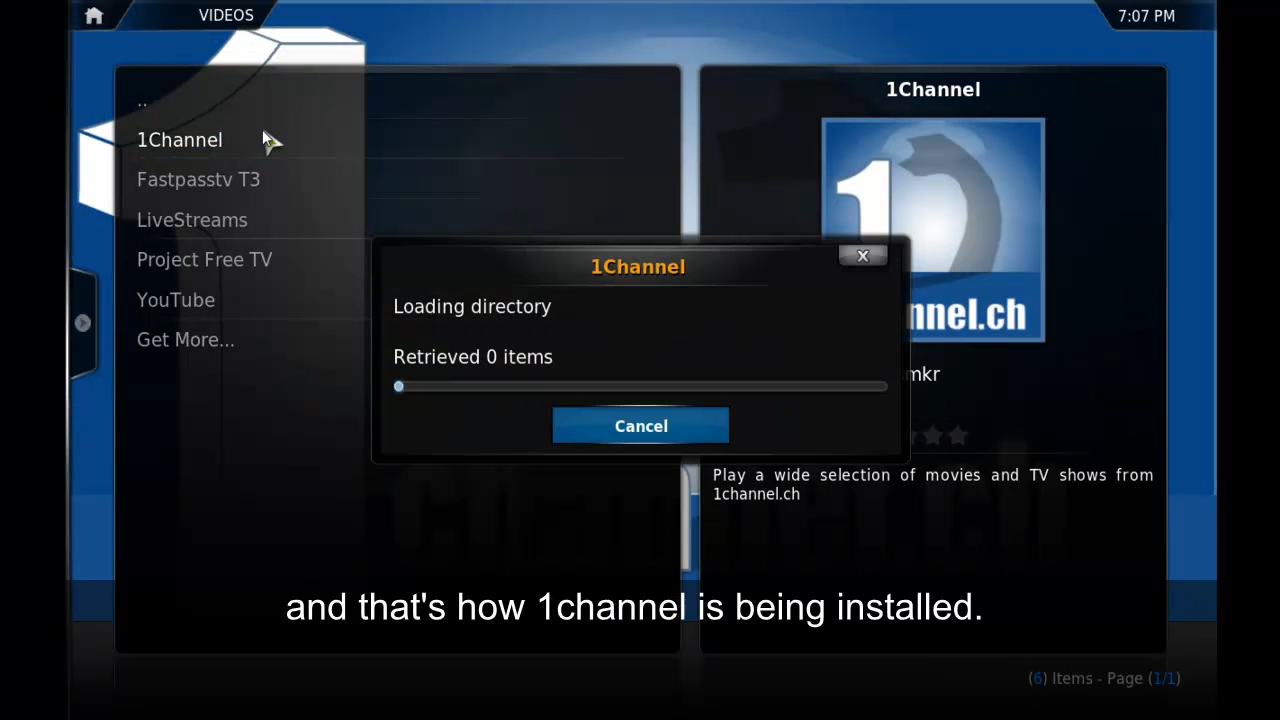 VIDEOS
7:07 PM
..
1Channel
Fastpasstv T3
LiveStreams
Project Free TV
YouTube
Get More...
1Channel
Loading directory
Retrieved 0 items
Cancel
1Channel
1
nnel.ch
mkr
Play a wide selection of movies and TV shows from
1channel.ch
and that's how 1channel is being installed.
(6) Items - Page (1/1)